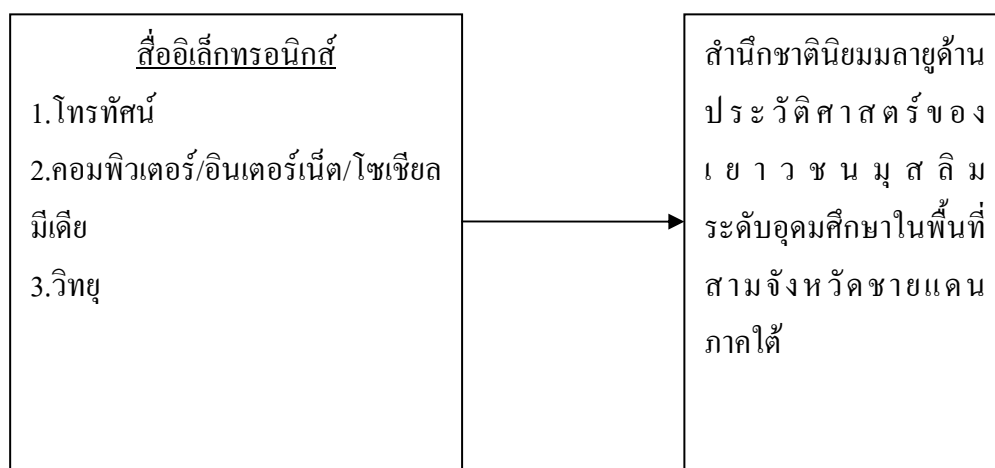 สื่ออิเล็กทรอนิกส์
1.โทรทัศน์
2.คอมพิวเตอร์/อินเตอร์เน็ต/โซเชียล
มีเดีย
3.วิทยุ
สำนึกชาตินิยมมลายูด้าน
ประวัติศาสตร์ของ
เยาวชนมุสลิม
ระดับอุดมศึกษาในพื้นที่
สามจังหวัดชายแดน
ภาคใต้